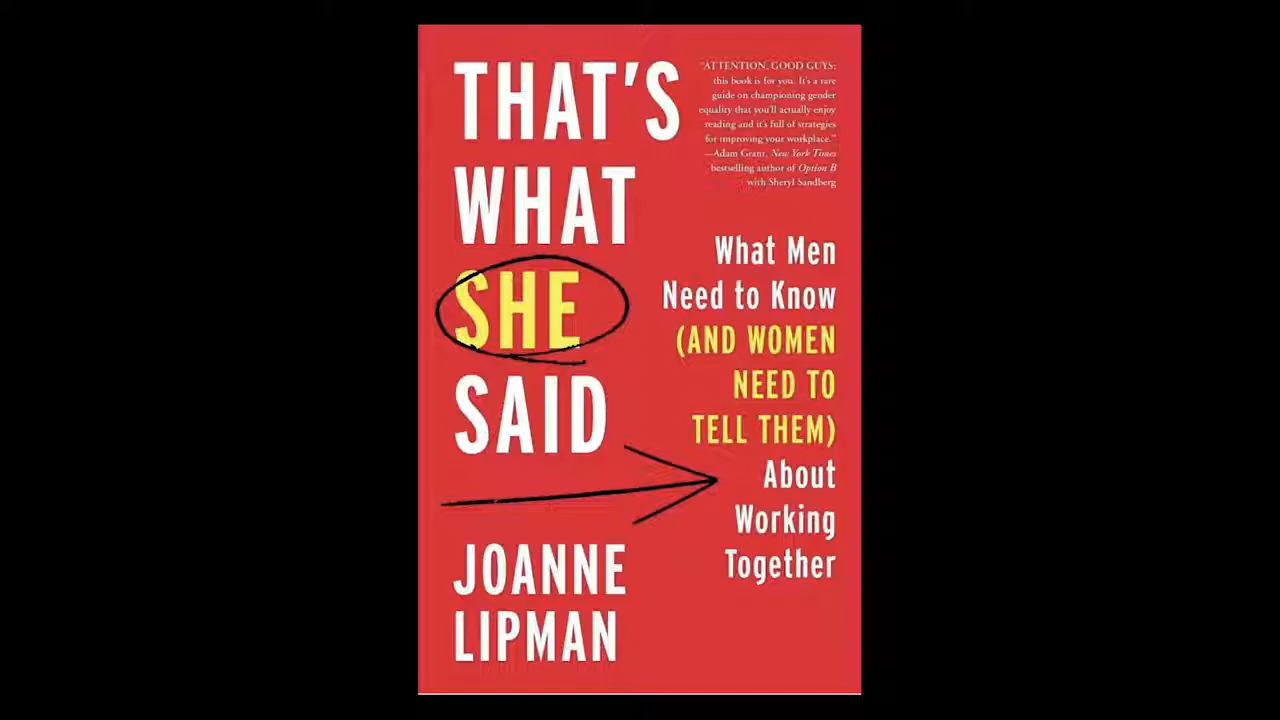 THAT'S
WHAT
SHE
SAID
"ATTENTION, GOOD GUYS:
this book is for you. It's a rare
guide on championing gender
equality that you'll actually enjoy
reading and it's full of strategies
for improving your workplace."
—Adam Grant, New York Times
bestselling author of Option B
with Sheryl Sandberg
What Men
Need to Know
(AND WOMEN
NEED TO
TELL THEM)
About
Working
Together
JOANNE
LIPMAN